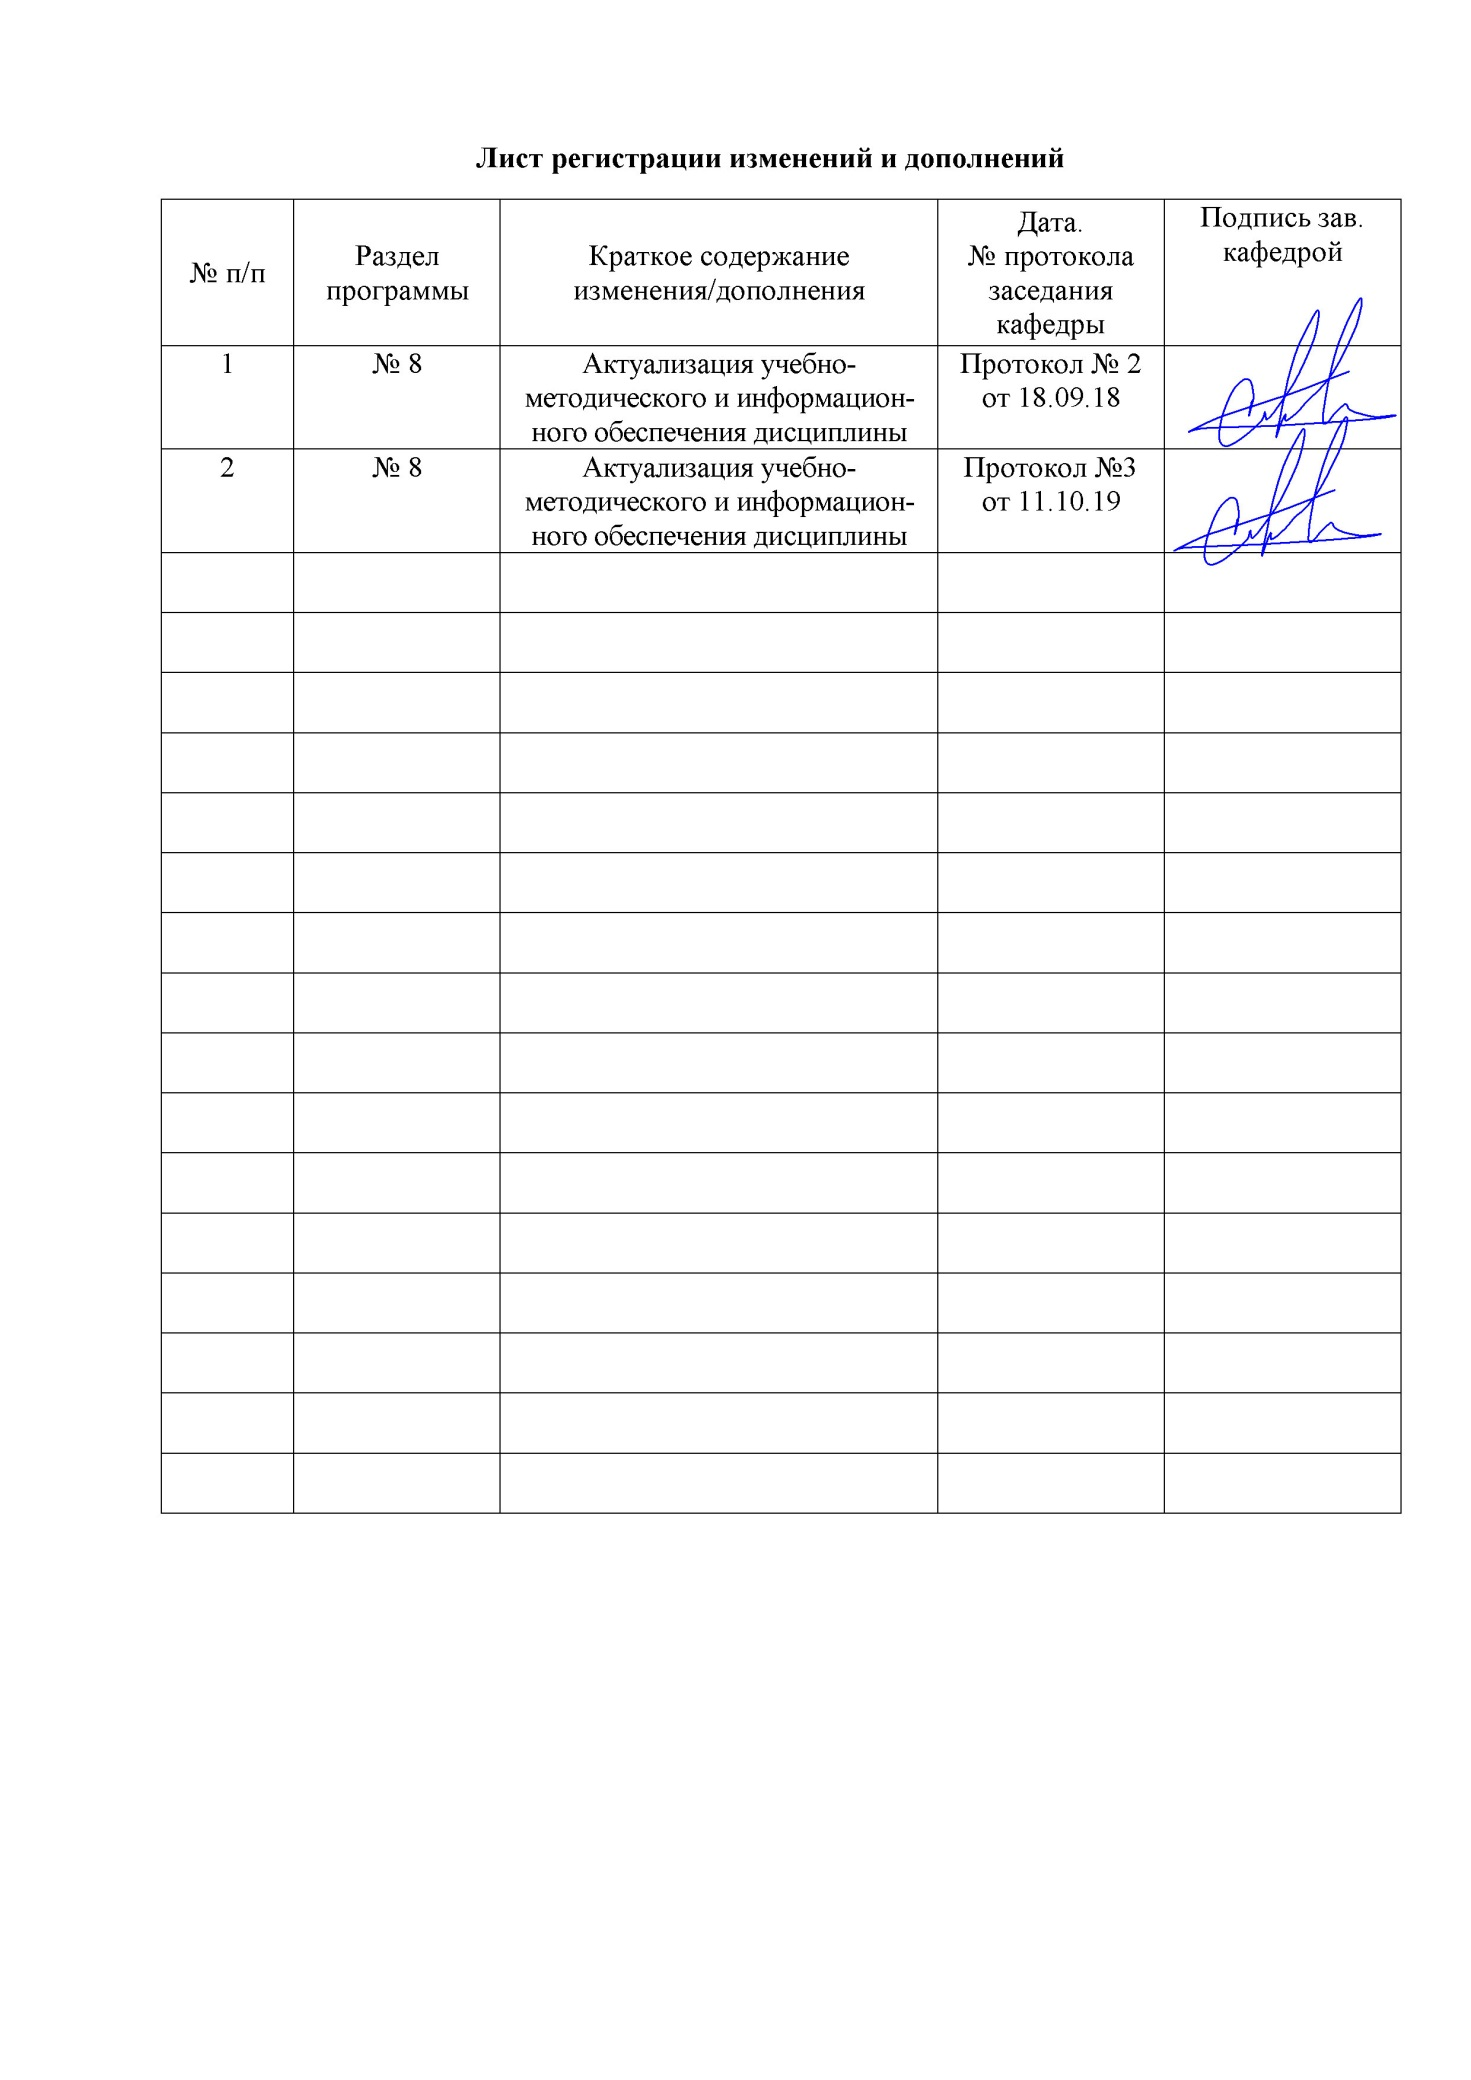 Лист регистрации изменений и дополнений
№ п/п
Раздел
программы
Краткое содержание
изменения/дополнения
Дата.
№ протокола
заседания
кафедры
Подпись зав.
кафедрой
1
№ 8
Актуализация учебно-
методического и информацион-
ного обеспечения дисциплины
Протокол № 2
от 18.09.18
2
№ 8
Актуализация учебно-
методического и информацион-
ного обеспечения дисциплины
Протокол №3
от 11.10.19